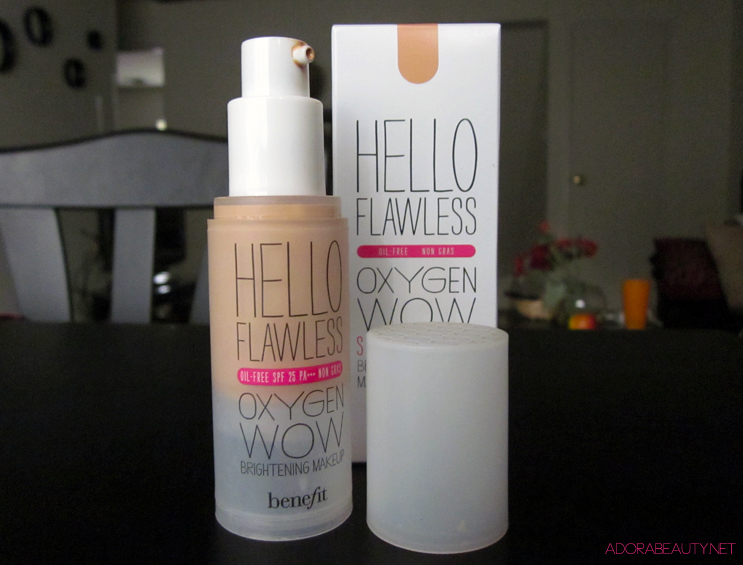 HELLO
FLAWLESS
OIL-FREE SPF 25 PA+++ NON GRAS
OXYGEN
WOW
BRIGHTENING MAKEUP
benefit
HELLO
FLAWLESS
OIL-FREE NON GRAS
OXYGEN
WOW
S
B
M
ADORABEAUTY.NET